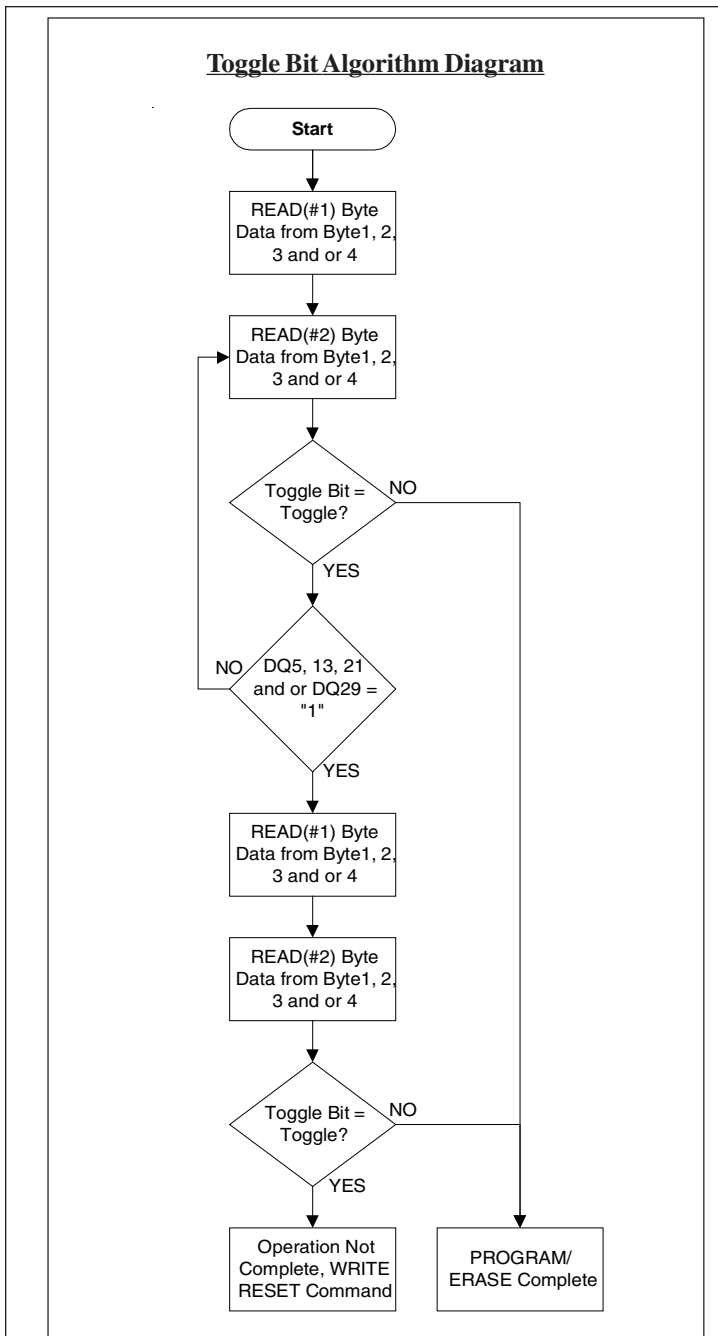 Toggle Bit Algorithm Diagram
Start
READ(#1) Byte
Data from Byte1, 2,
3 and or 4
READ(#2) Byte
Data from Byte1, 2,
3 and or 4
Toggle Bit =
Toggle?
NO
YES
DQ5, 13, 21
and or DQ29 =
"1"
NO
YES
READ(#1) Byte
Data from Byte1, 2,
3 and or 4
READ(#2) Byte
Data from Byte1, 2,
3 and or 4
Toggle Bit =
Toggle?
NO
YES
Operation Not
Complete, WRITE
RESET Command
PROGRAM/
ERASE Complete